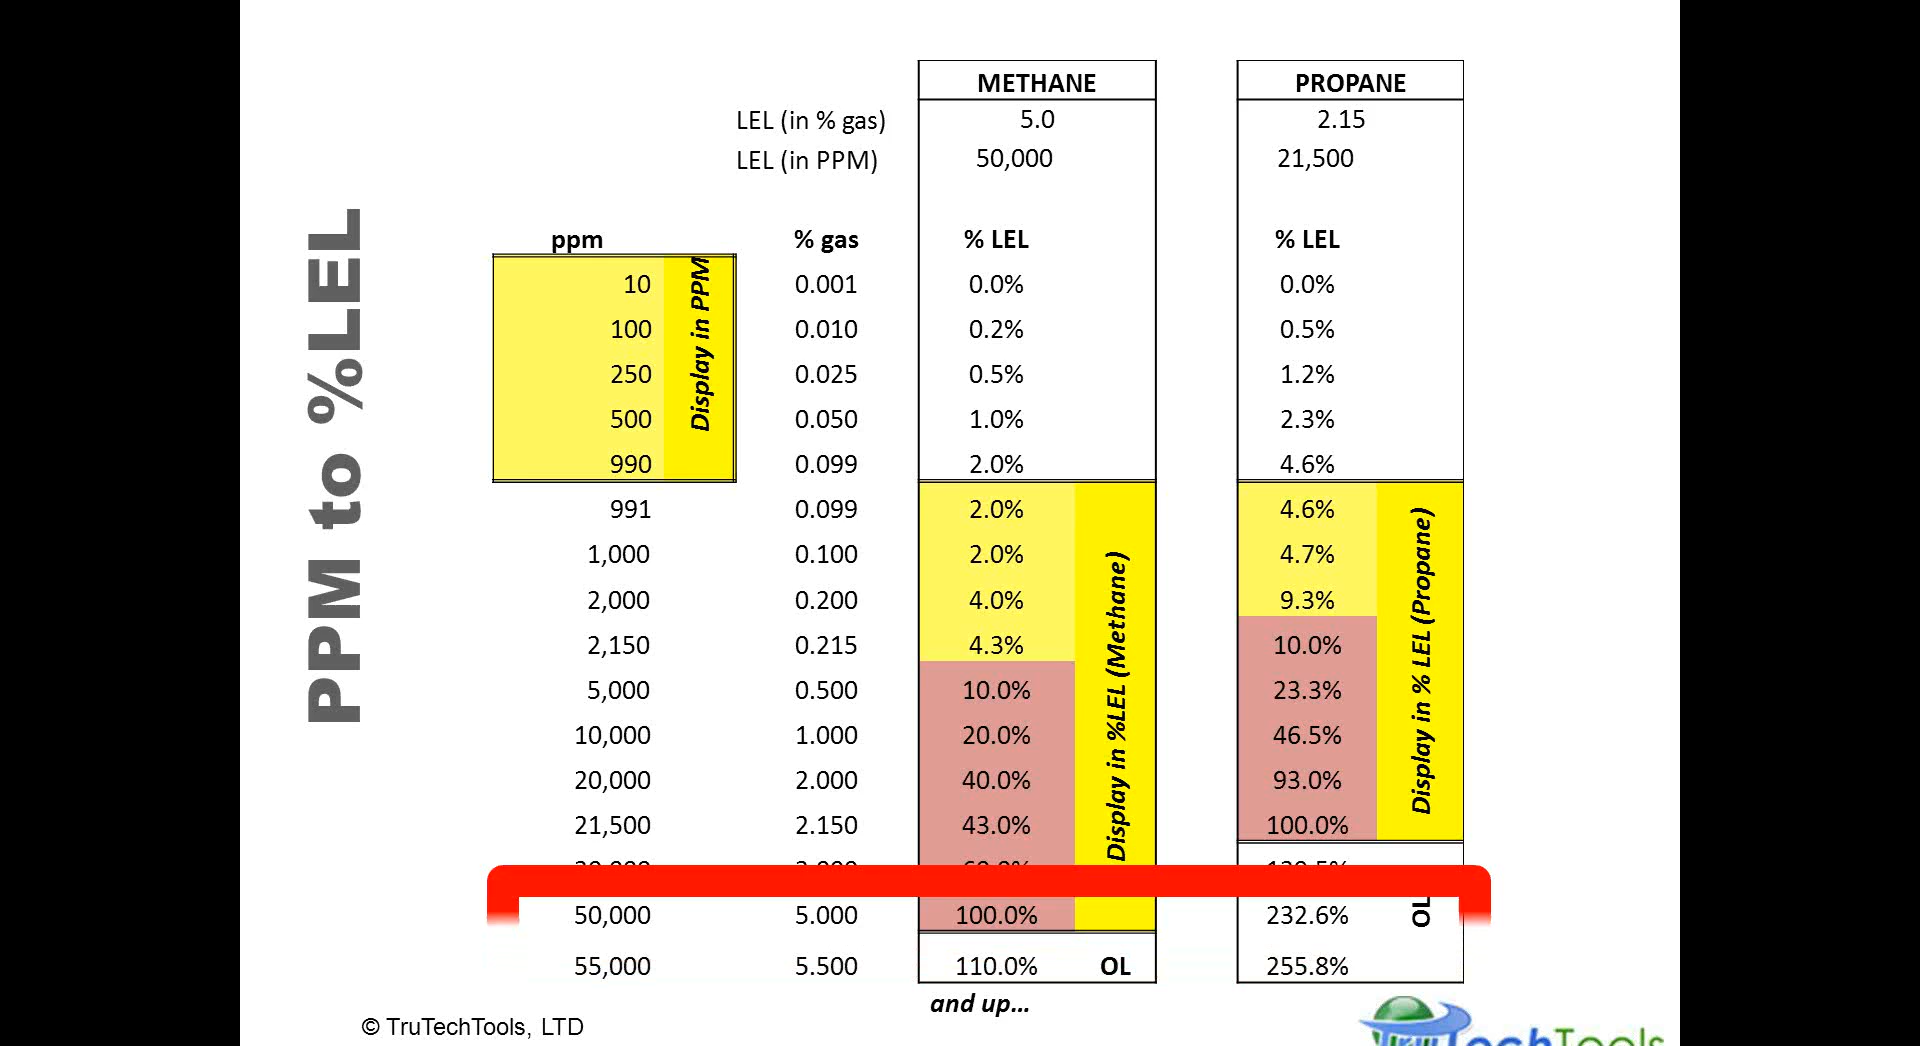 PPM to %LEL
METHANE PROPANE
LEL (in % gas) 5.0 2.15
LEL (in PPM) 50,000 21,500
ppm % gas % LEL % LEL
10 0.001 0.0% 0.0%
100 0.010 0.2% 0.5%
250 0.025 0.5% 1.2%
500 0.050 1.0% 2.3%
990 0.099 2.0% 4.6%
Display in PPM
991 0.099 2.0% 4.6%
1,000 0.100 2.0% 4.7%
2,000 0.200 4.0% 9.3%
2,150 0.215 4.3% 10.0%
5,000 0.500 10.0% 23.3%
10,000 1.000 20.0% 46.5%
20,000 2.000 40.0% 93.0%
21,500 2.150 43.0% 100.0%
Display in %LEL (Methane)
Display in % LEL (Propane)
50,000 5.000 100.0% 232.6% OL
55,000 5.500 110.0% OL 255.8%
and up...
© TruTechTools, LTD
TechTools